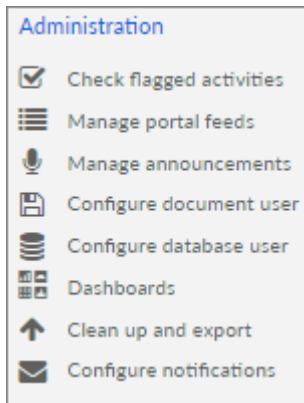 Administration
Check flagged activities
Manage portal feeds
Manage announcements
Configure document user
Configure database user
Dashboards
Clean up and export
Configure notifications